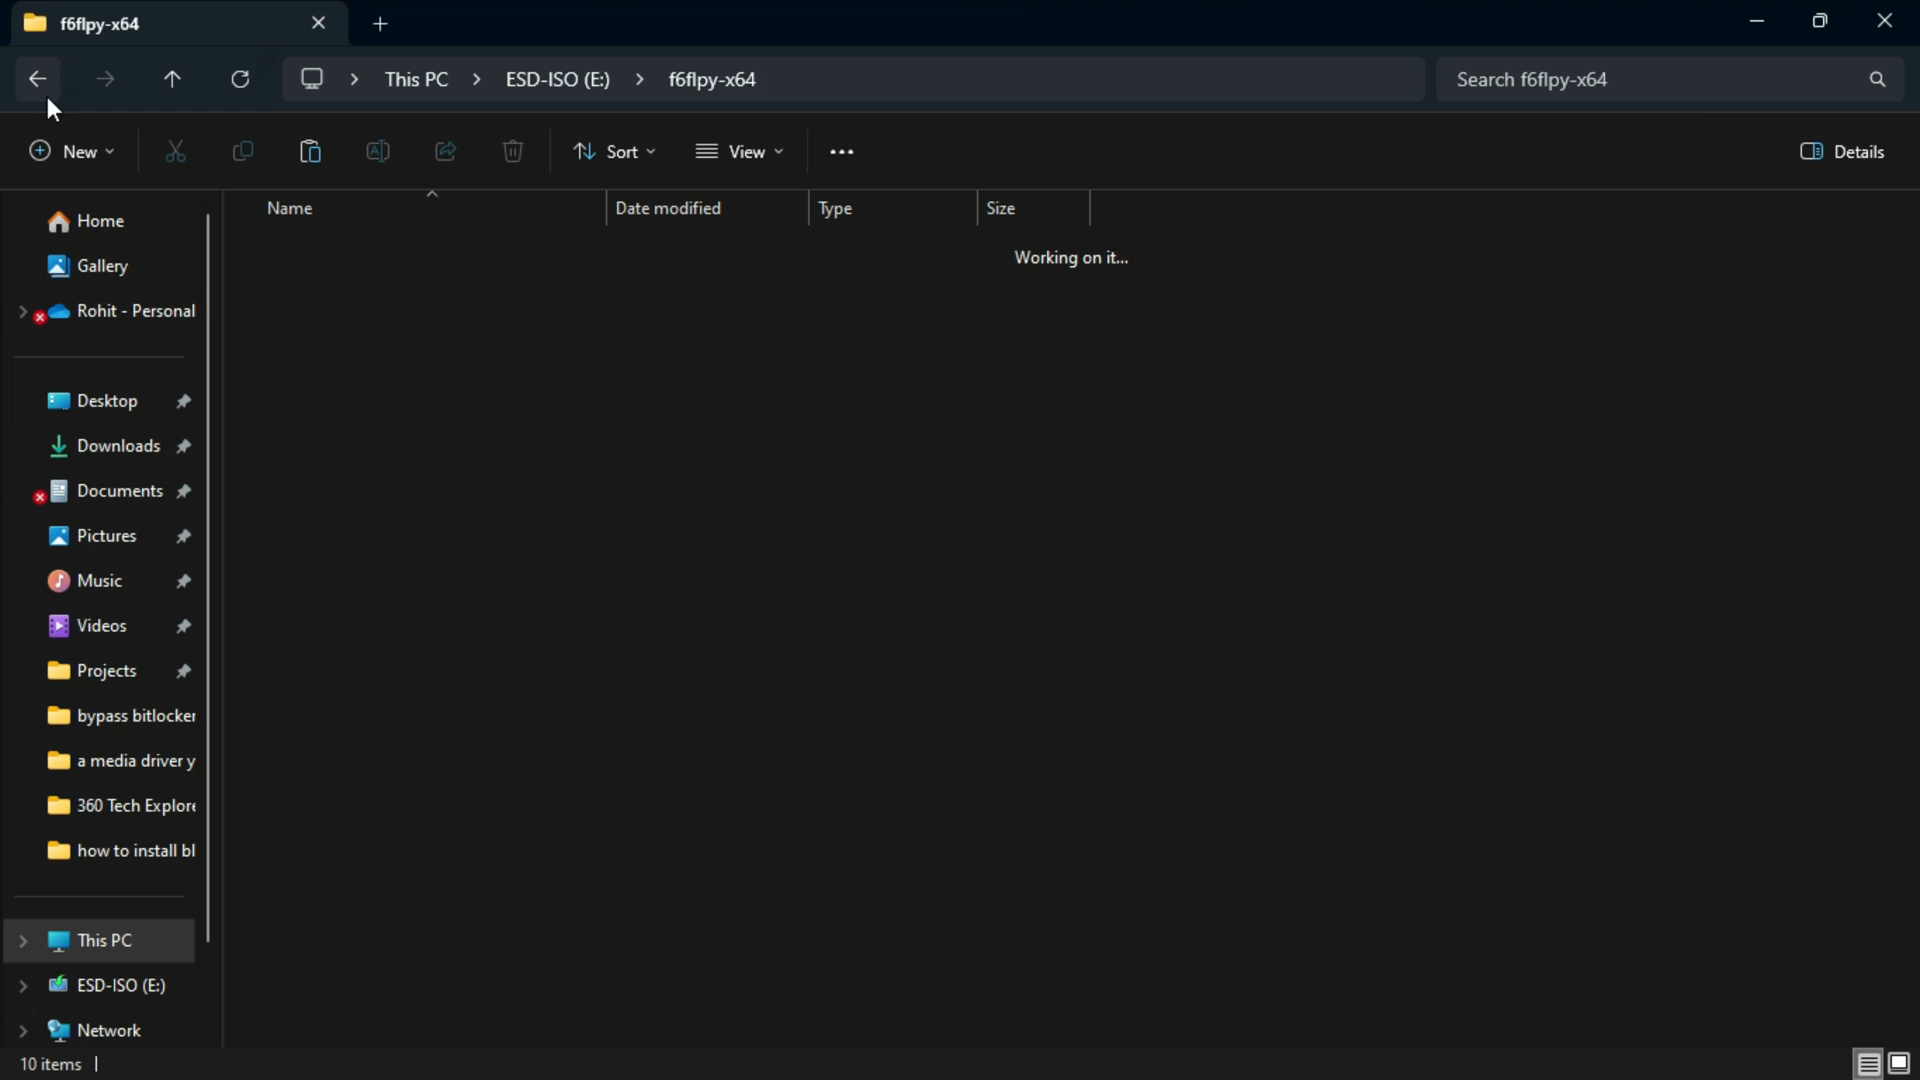 f6flpy-x64
This PC > ESD-ISO (E:) > f6flpy-x64
Search f6flpy-x64
New
Sort
View
Details
Name
Date modified
Type
Size
Working on it...
Home
Gallery
Rohit - Personal
Desktop
Downloads
Documents
Pictures
Music
Videos
Projects
bypass bitlocker
a media driver y
360 Tech Explore
how to install bl
This PC
ESD-ISO (E:)
Network
10 items